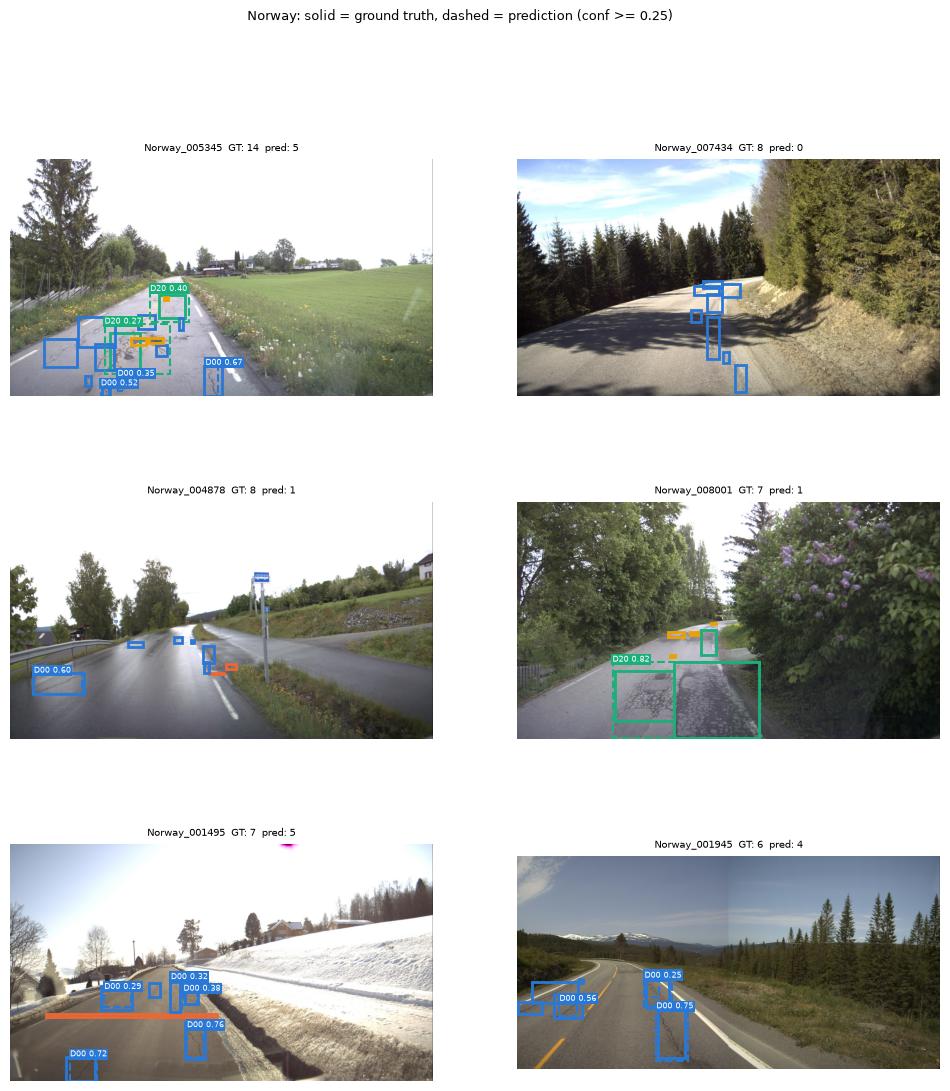 Norway: solid = ground truth, dashed = prediction (conf >= 0.25)
Norway_005345 GT: 14 pred: 5
D20 0.40
D20 0.27
D00 0.67
D00 0.35
D00 0.52
Norway_007434 GT: 8 pred: 0
Norway_004878 GT: 8 pred: 1
D00 0.60
Norway_008001 GT: 7 pred: 1
D20 0.82
Norway_001495 GT: 7 pred: 5
D00 0.32
D00 0.29
D00 0.38
D00 0.76
D00 0.72
Norway_001945 GT: 6 pred: 4
D00 0.25
D00 0.56
D00 0.75